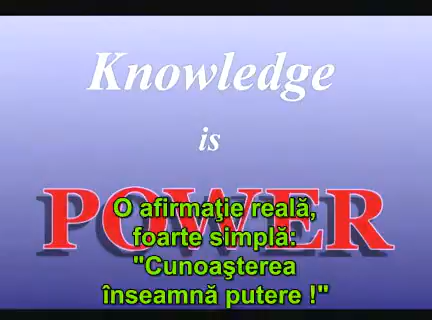 Knowledge
is
POWER
O afirmaţie reală,
foarte simplă:
"Cunoaşterea
înseamnă putere !"